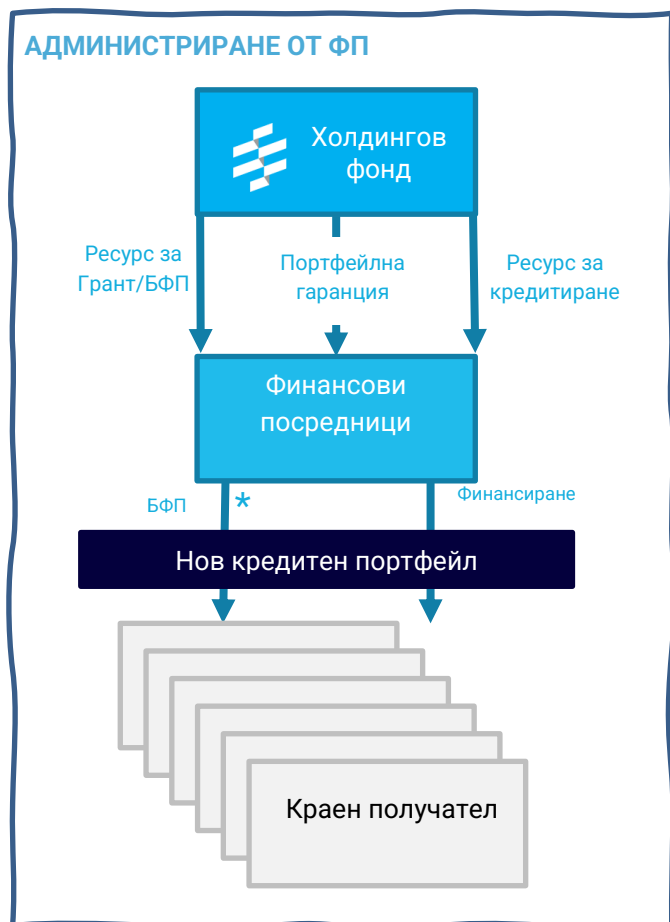 АДМИНИСТРИРАНЕ ОТ ФП
Холдингов
фонд
Ресурс за
Грант/БФП
Портфейлна
гаранция
Ресурс за
кредитиране
Финансови
посредници
БФП *
Финансиране
Нов кредитен портфейл
Краен получател